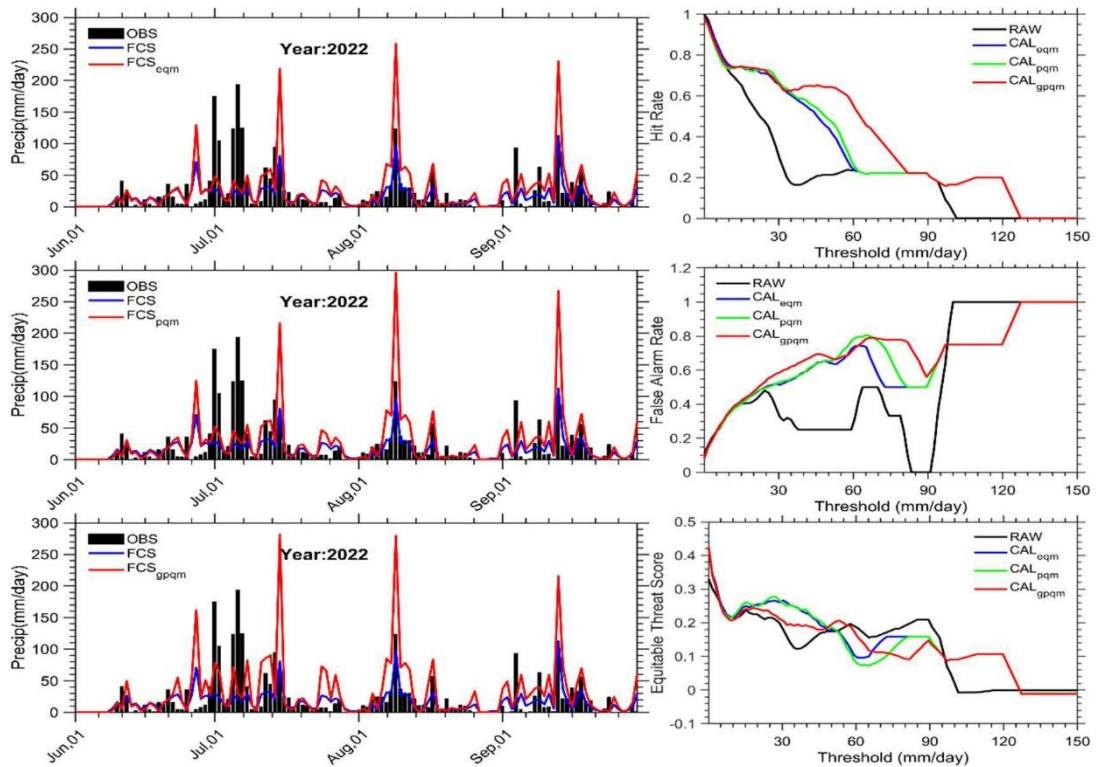 300
250
200
150
100
50
0
Precip(mm/day)
OBS
FCS
FCSeqm
Year:2022
Jun,01
Jul,01
Aug,01
Sep,01
1
0.8
0.6
0.4
0.2
0
Hit Rate
RAW
CALeqm
CALpqm
CALgpqm
30
60
90
120
150
Threshold (mm/day)
300
250
200
150
100
50
0
Precip(mm/day)
OBS
FCS
FCSpqm
Year:2022
Jun,01
Jul,01
Aug,01
Sep,01
1.2
1
0.8
0.6
0.4
0.2
0
False Alarm Rate
RAW
CALeqm
CALpqm
CALgpqm
30
60
90
120
150
Threshold (mm/day)
300
250
200
150
100
50
0
Precip(mm/day)
OBS
FCS
FCSgpqm
Year:2022
Jun,01
Jul,01
Aug,01
Sep,01
0.5
0.4
0.3
0.2
0.1
0
-0.1
Equitable Threat Score
RAW
CALeqm
CALpqm
CALgpqm
30
60
90
120
150
Threshold (mm/day)